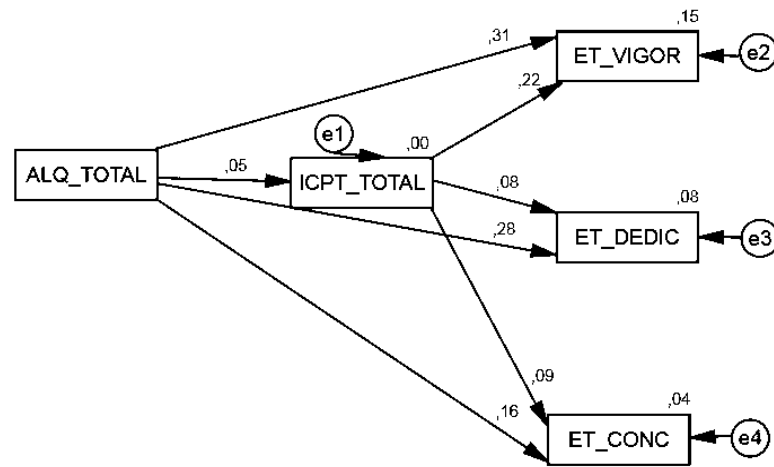 ,15
,31
ET_VIGOR
e2
,22
e1
,00
ALQ_TOTAL
,05
ICPT_TOTAL
,08
,08
ET_DEDIC
e3
,28
,09
,04
,16
ET_CONC
e4